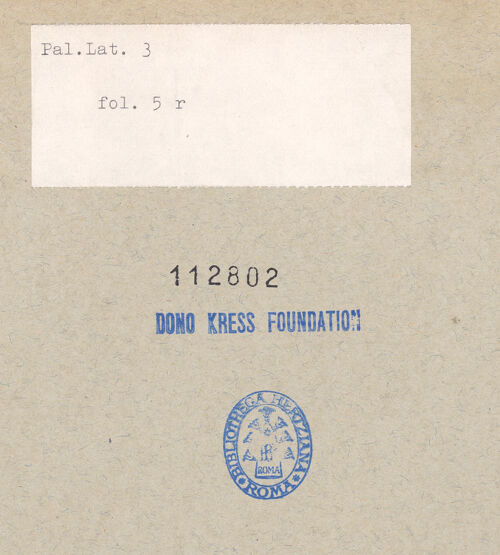 Pal.Lat. 3
fol. 5 r
112802
DONO KRESS FOUNDATION
BIBLIOTHECA HERTZIANA
ROMA
ROMA